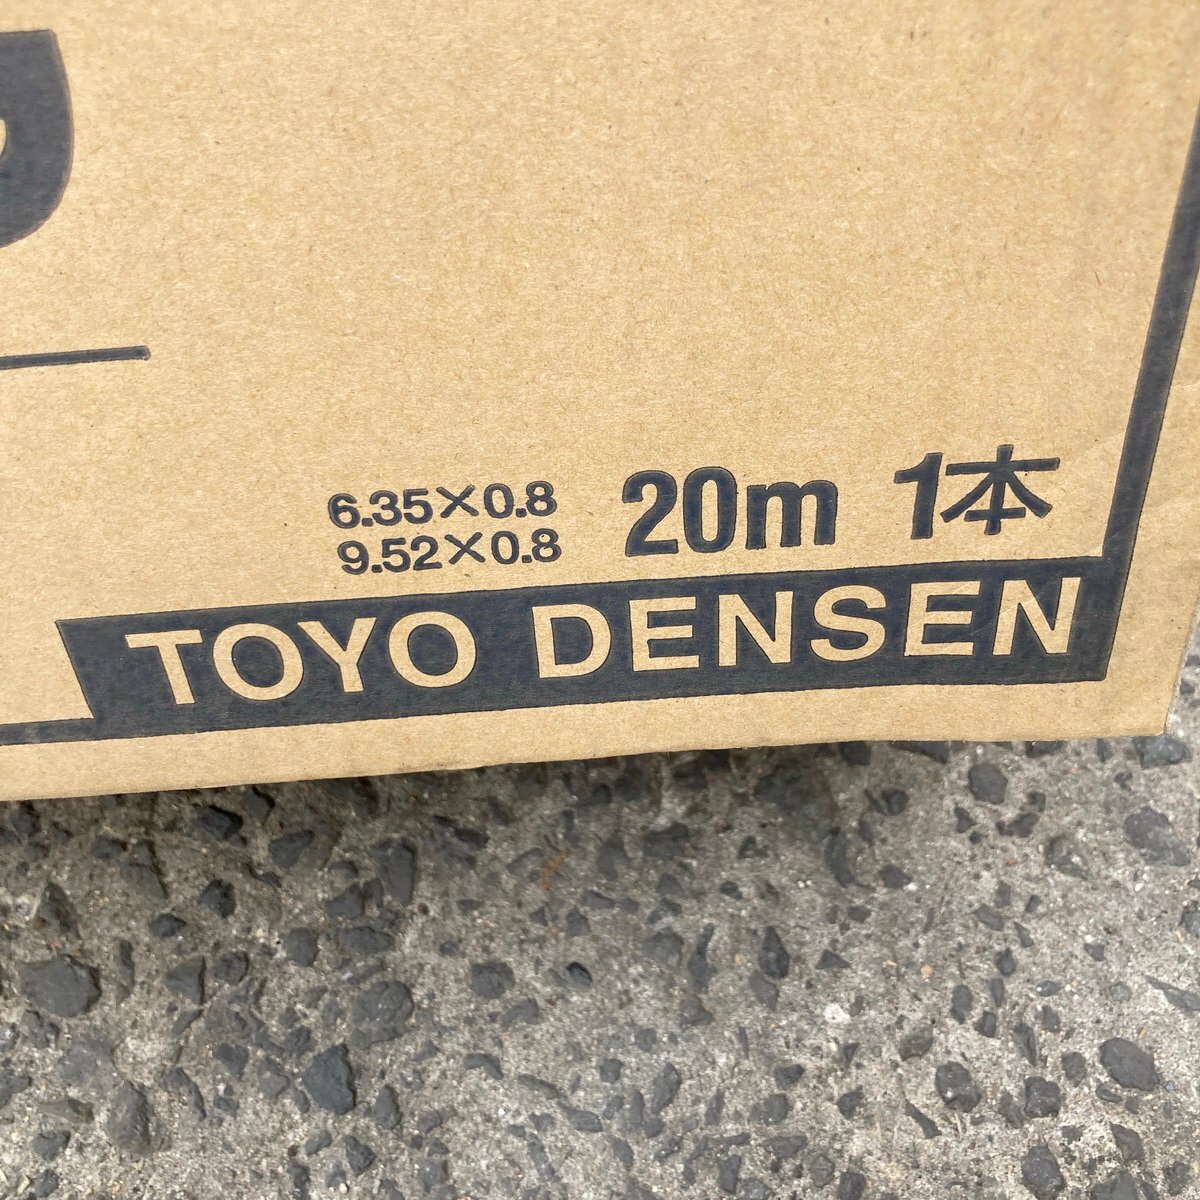 6.35×0.8
9.52×0.8
20m 1本
TOYO DENSEN